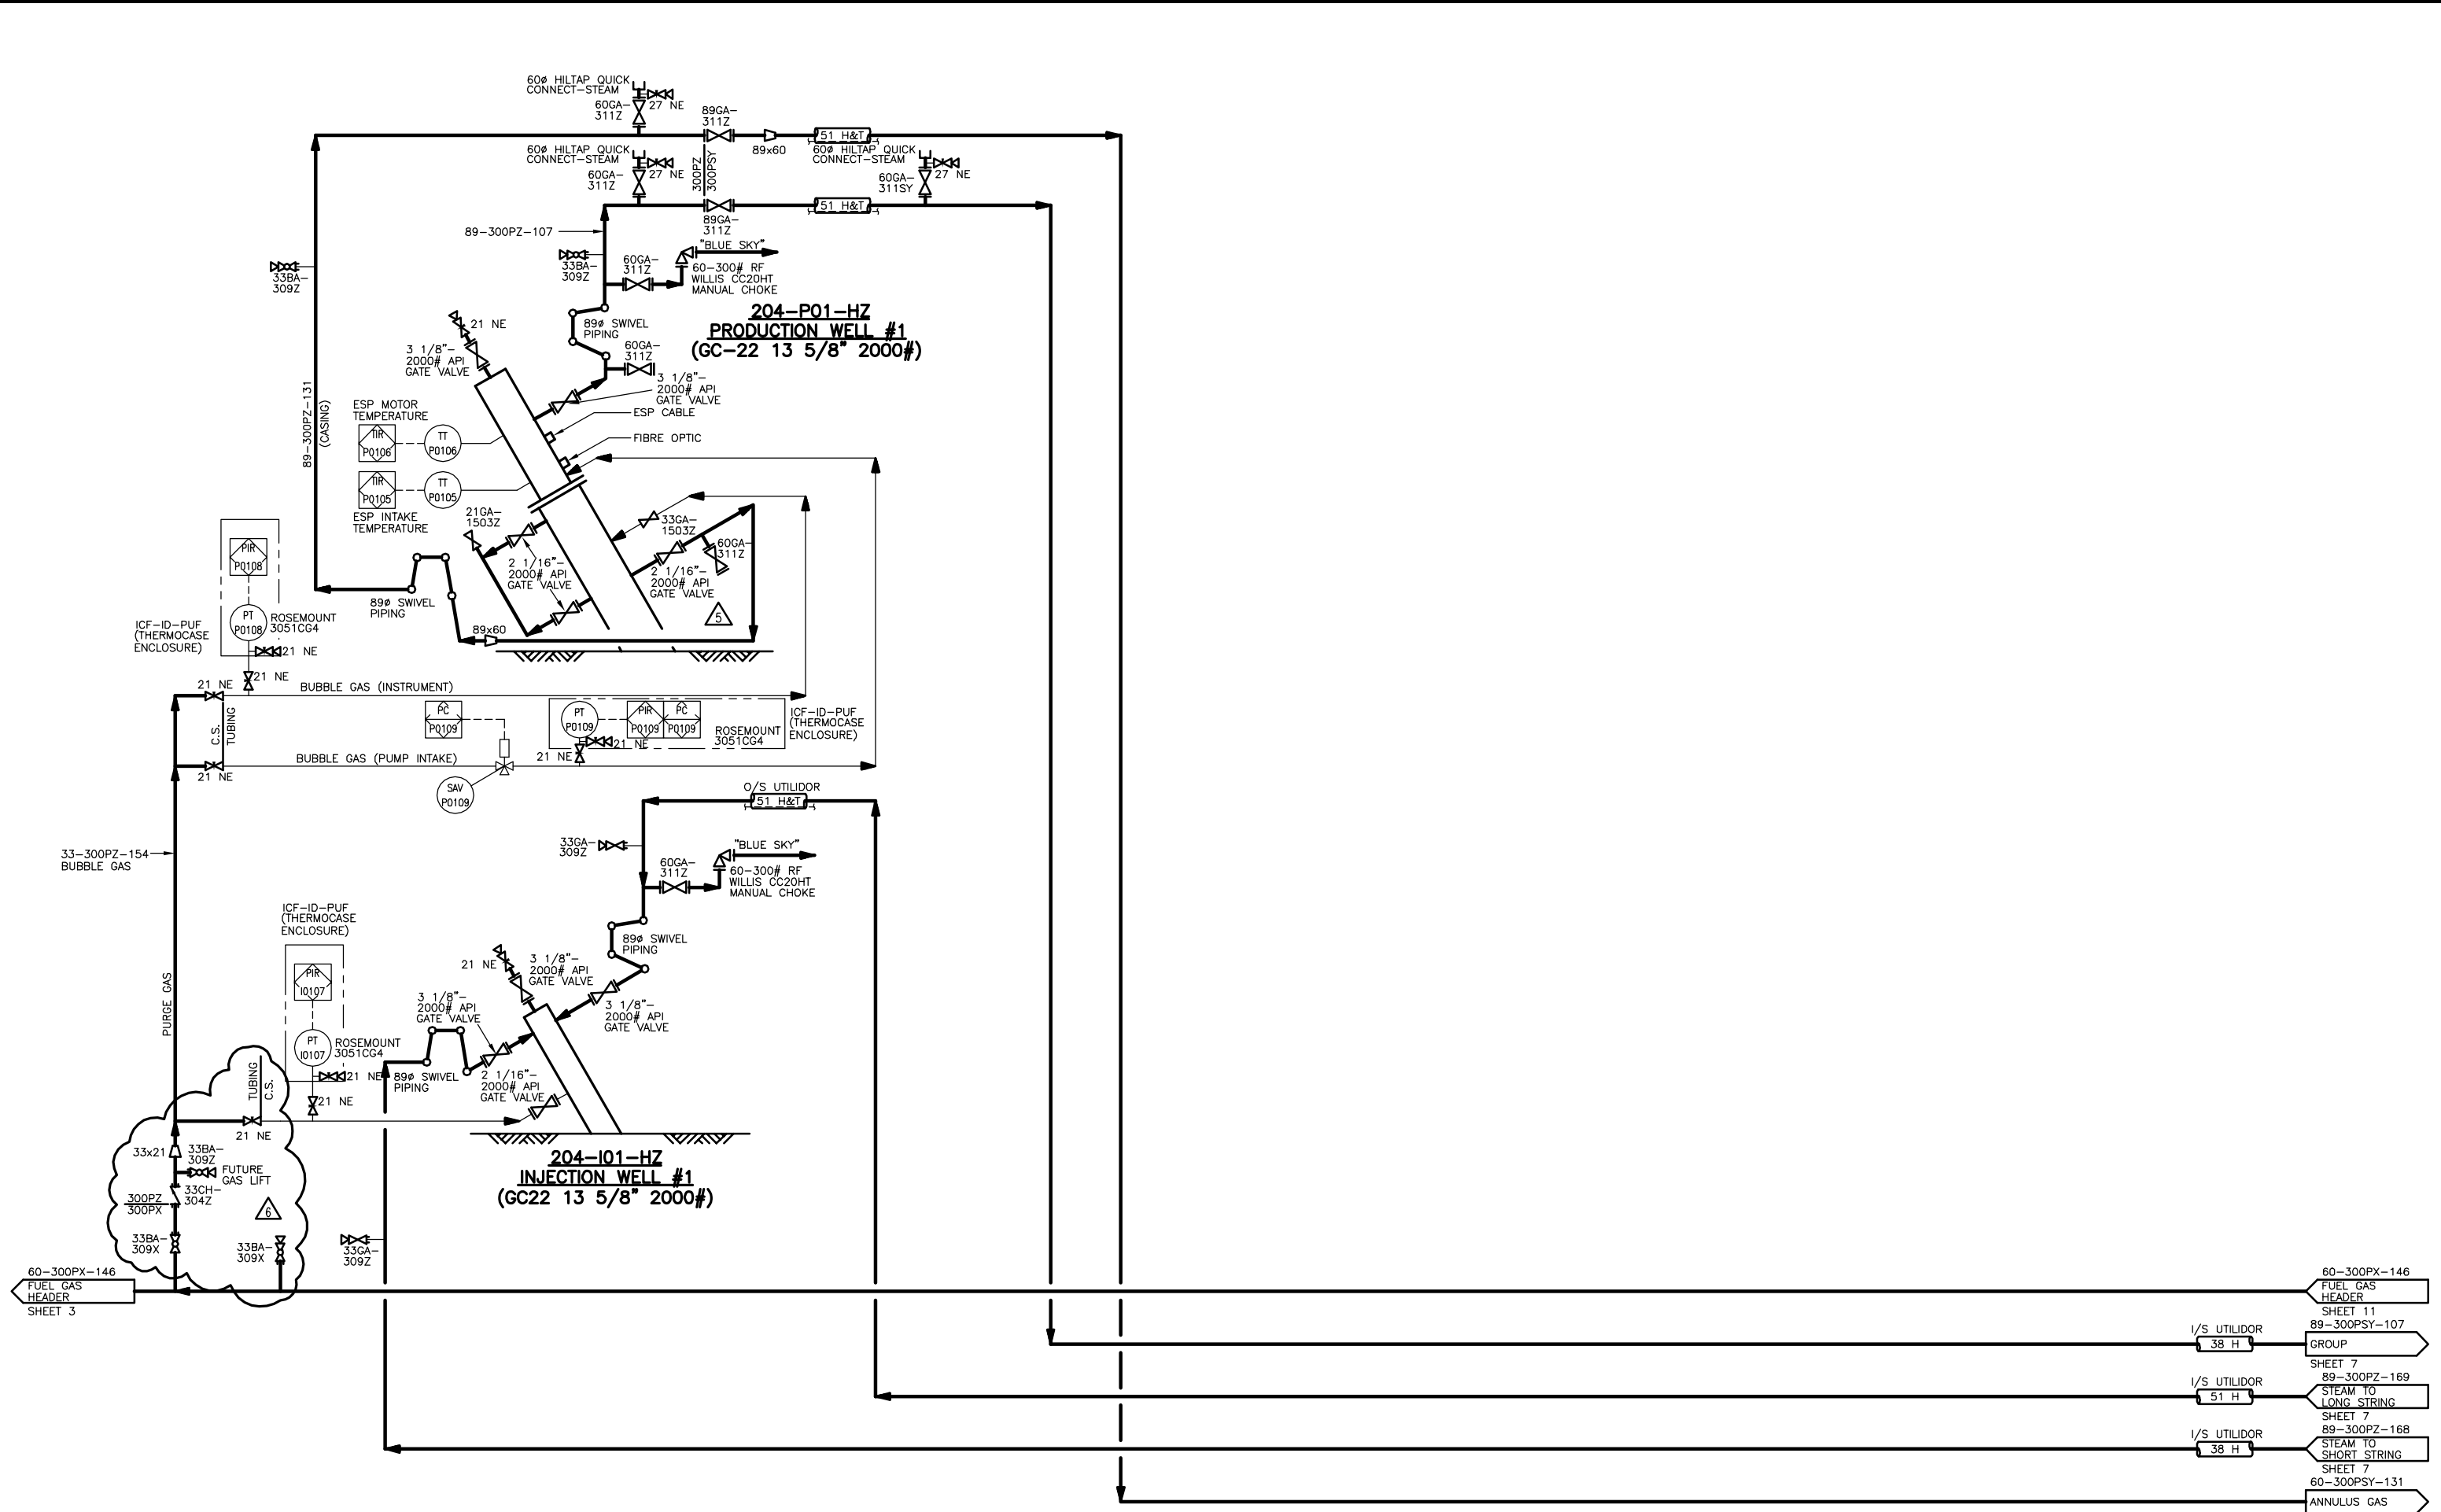 60ø HILTAP QUICK
CONNECT-STEAM
60GA-
311Z
27 NE
89GA-
311Z
89x60
51 H&T
60ø HILTAP QUICK
CONNECT-STEAM
60GA-
311Z
27 NE
300PZ
300PSY
60ø HILTAP QUICK
CONNECT-STEAM
60GA-
311SY
27 NE
51 H&T
89GA-
311Z
89-300PZ-107
33BA-
309Z
33BA-
309Z
60GA-
311Z
"BLUE SKY"
60-300# RF
WILLIS CC20HT
MANUAL CHOKE
204-P01-HZ
PRODUCTION WELL #1
(GC-22 13 5/8" 2000#)
21 NE
89ø SWIVEL
PIPING
3 1/8"-
2000# API
GATE VALVE
60GA-
311Z
3 1/8"-
2000# API
GATE VALVE
89-300PZ-131
(CASING)
ESP MOTOR
TEMPERATURE
TIR
P0106
TT
P0106
ESP CABLE
FIBRE OPTIC
TIR
P0105
TT
P0105
ESP INTAKE
TEMPERATURE
21GA-
1503Z
33GA-
1503Z
60GA-
311Z
2 1/16"-
2000# API
GATE VALVE
2 1/16"-
2000# API
GATE VALVE
5
PIR
P0108
PT
P0108
ROSEMOUNT
3051CG4
ICF-ID-PUF
(THERMOCASE
ENCLOSURE)
21 NE
21 NE
89ø SWIVEL
PIPING
89x60
21 NE
BUBBLE GAS (INSTRUMENT)
C.S.
TUBING
PC
P0109
PT
P0109
PIR
P0109
PC
P0109
ROSEMOUNT
3051CG4
ICF-ID-PUF
(THERMOCASE
ENCLOSURE)
21 NE
21 NE
21 NE
BUBBLE GAS (PUMP INTAKE)
SAV
P0109
O/S UTILIDOR
51 H&T
33-300PZ-154
BUBBLE GAS
33GA-
309Z
60GA-
311Z
"BLUE SKY"
60-300# RF
WILLIS CC20HT
MANUAL CHOKE
ICF-ID-PUF
(THERMOCASE
ENCLOSURE)
89ø SWIVEL
PIPING
21 NE
3 1/8"-
2000# API
GATE VALVE
PIR
I0107
PT
I0107
ROSEMOUNT
3051CG4
3 1/8"-
2000# API
GATE VALVE
3 1/8"-
2000# API
GATE VALVE
PURGE GAS
21 NE
89ø SWIVEL
PIPING
2 1/16"-
2000# API
GATE VALVE
TUBING
C.S.
21 NE
21 NE
33x21
33BA-
309Z
FUTURE
GAS LIFT
33CH-
304Z
300PZ
300PX
6
33BA-
309X
33BA-
309X
33GA-
309Z
204-I01-HZ
INJECTION WELL #1
(GC22 13 5/8" 2000#)
60-300PX-146
FUEL GAS
HEADER
SHEET 3
60-300PX-146
FUEL GAS
HEADER
SHEET 11
I/S UTILIDOR
38 H
89-300PSY-107
GROUP
SHEET 7
I/S UTILIDOR
51 H
89-300PZ-169
STEAM TO
LONG STRING
SHEET 7
I/S UTILIDOR
38 H
89-300PZ-168
STEAM TO
SHORT STRING
SHEET 7
60-300PSY-131
ANNULUS GAS